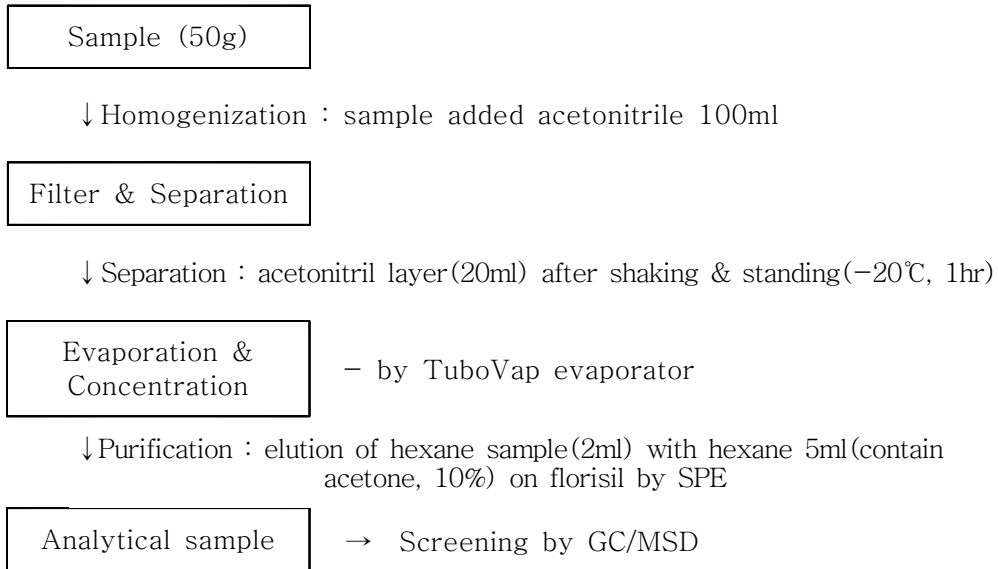 Sample (50g)
↓Homogenization : sample added acetonitrile 100ml
Filter & Separation
↓Separation : acetonitril layer(20ml) after shaking & standing(-20℃, 1hr)
Evaporation &
Concentration
- by TuboVap evaporator
↓Purification : elution of hexane sample(2ml) with hexane 5ml(contain
acetone, 10%) on florisil by SPE
Analytical sample → Screening by GC/MSD